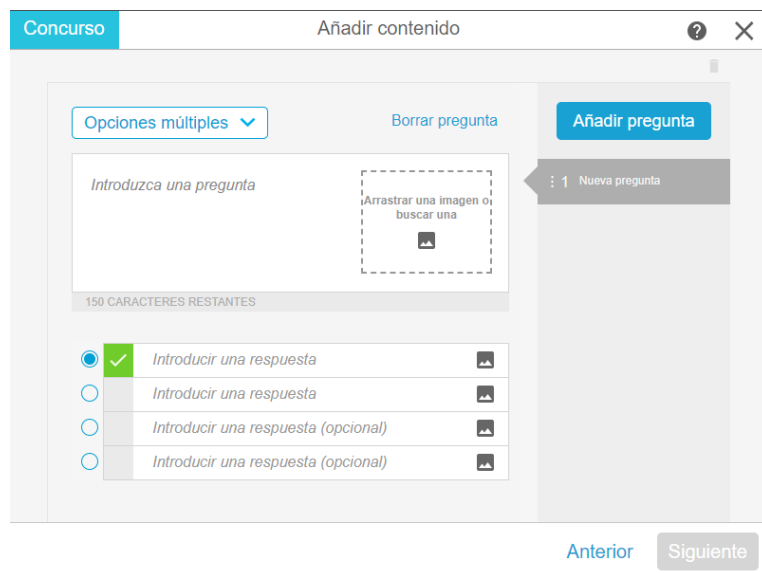 Concurso
Añadir contenido
Opciones múltiples
Borrar pregunta
Añadir pregunta
Introduzca una pregunta
Arrastrar una imagen o
buscar una
1 Nueva pregunta
150 CARACTERES RESTANTES
Introducir una respuesta
Introducir una respuesta
Introducir una respuesta (opcional)
Introducir una respuesta (opcional)
Anterior
Siguiente